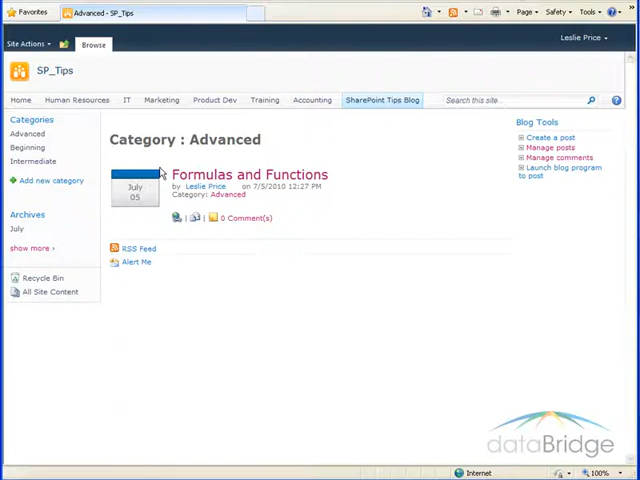 Favorites
Advanced - SP_Tips
Page
Safety
Tools
Site Actions
Browse
Leslie Price
SP_Tips
Home
Human Resources
IT
Marketing
Product Dev
Training
Accounting
SharePoint Tips Blog
Search this site...
Categories
Advanced
Beginning
Intermediate
Add new category
Archives
July
show more ›
Recycle Bin
All Site Content
Category : Advanced
July
05
Formulas and Functions
by Leslie Price on 7/5/2010 12:27 PM
Category: Advanced
| | 0 Comment(s)
RSS Feed
Alert Me
Blog Tools
Create a post
Manage posts
Manage comments
Launch blog program
to post
dataBridge
Internet
100%